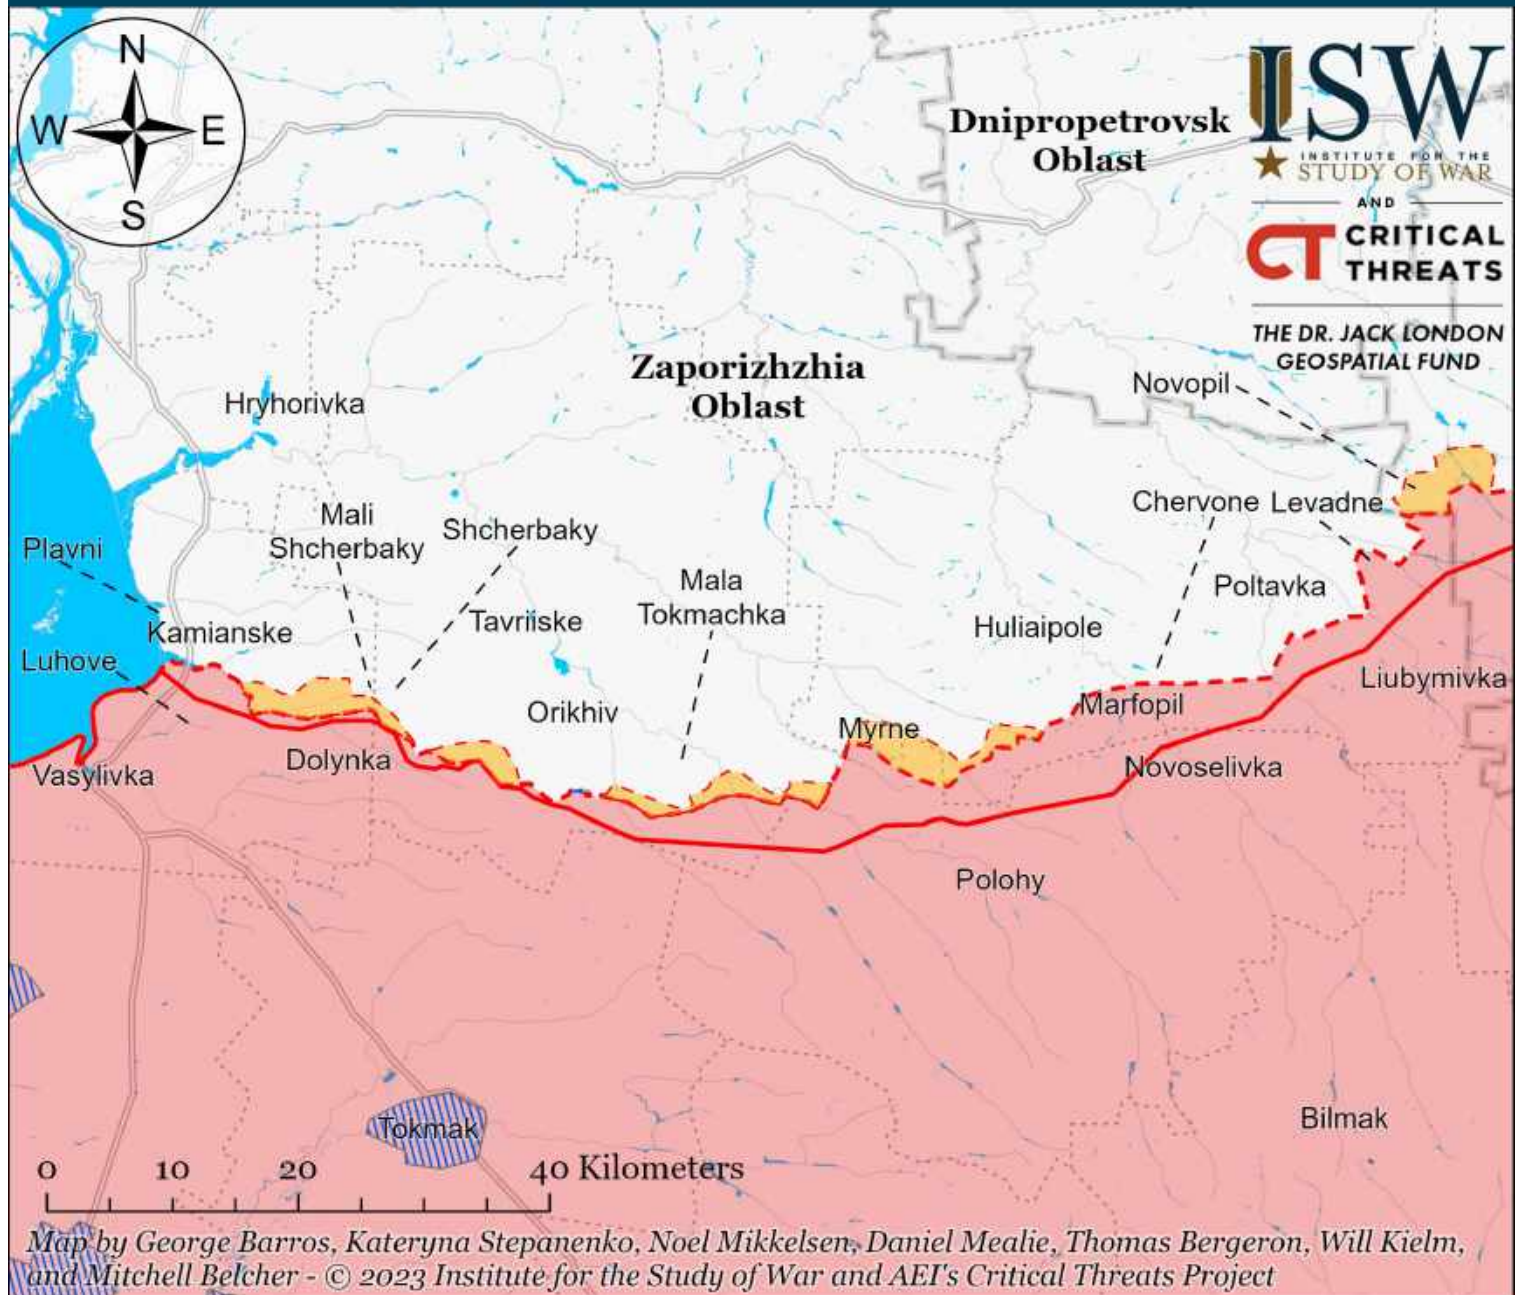 N
W
E
S
Dnipropetrovsk
Oblast
ISW
INSTITUTE FOR THE
STUDY OF WAR
AND
CT CRITICAL
THREATS
THE DR. JACK LONDON
GEOSPATIAL FUND
Zaporizhzhia
Oblast
Novopil
Hryhorivka
Chervone
Levadne
Mali
Shcherbaky
Shcherbaky
Plavni
Mala
Tokmachka
Poltavka
Tavriiske
Huliaipole
Kamianske
Luhove
Liubymivka
Orikhiv
Marfopil
Myrne
Dolynka
Novoselivka
Vasylivka
Polohy
Bilmak
Tokmak
0 10 20 40 Kilometers
Map by George Barros, Kateryna Stepanenko, Noel Mikkelsen, Daniel Mealie, Thomas Bergeron, Will Kielm,
and Mitchell Belcher - © 2023 Institute for the Study of War and AEI's Critical Threats Project